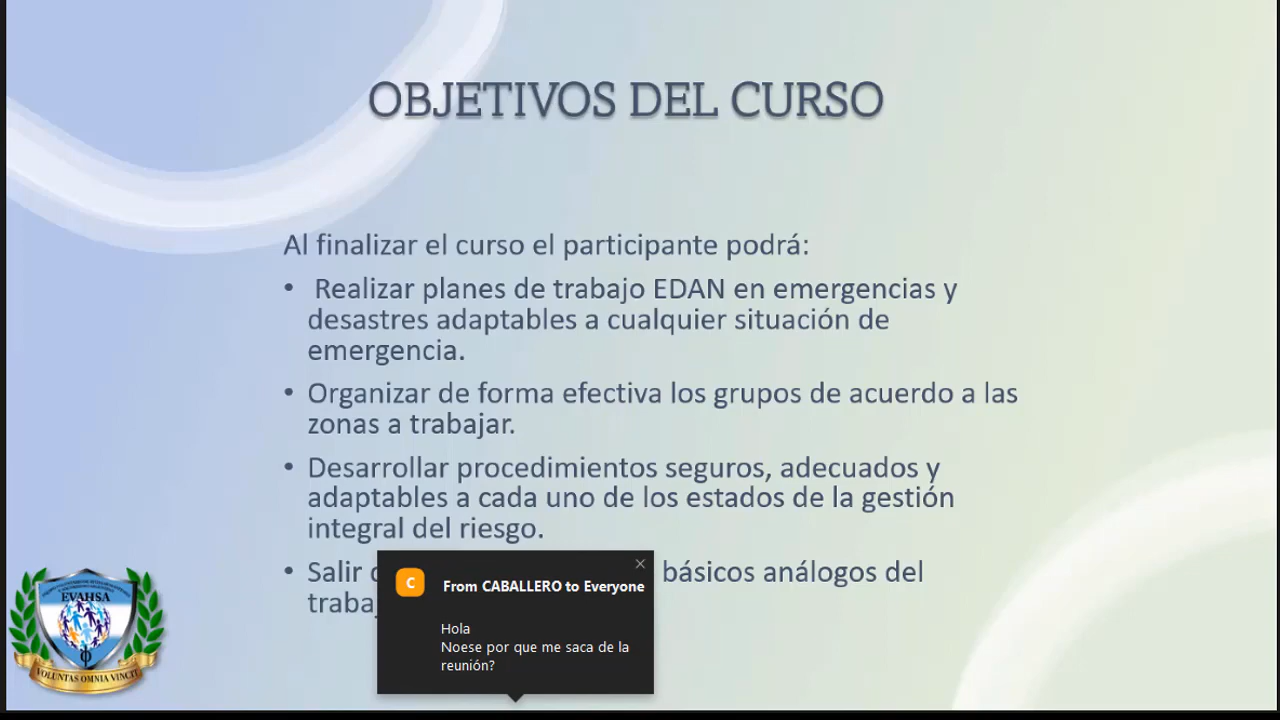 OBJETIVOS DEL CURSO
Al finalizar el curso el participante podrá:
• Realizar planes de trabajo EDAN en emergencias y
desastres adaptables a cualquier situación de
emergencia.
• Organizar de forma efectiva los grupos de acuerdo a las
zonas a trabajar.
• Desarrollar procedimientos seguros, adecuados y
adaptables a cada uno de los estados de la gestión
integral del riesgo.
• Salir básicos análogos del
C
From CABALLERO to Everyone
Hola
Noese por que me saca de la
reunión?
EVAHSA
VOLUNTAS OMNIA VINCIT